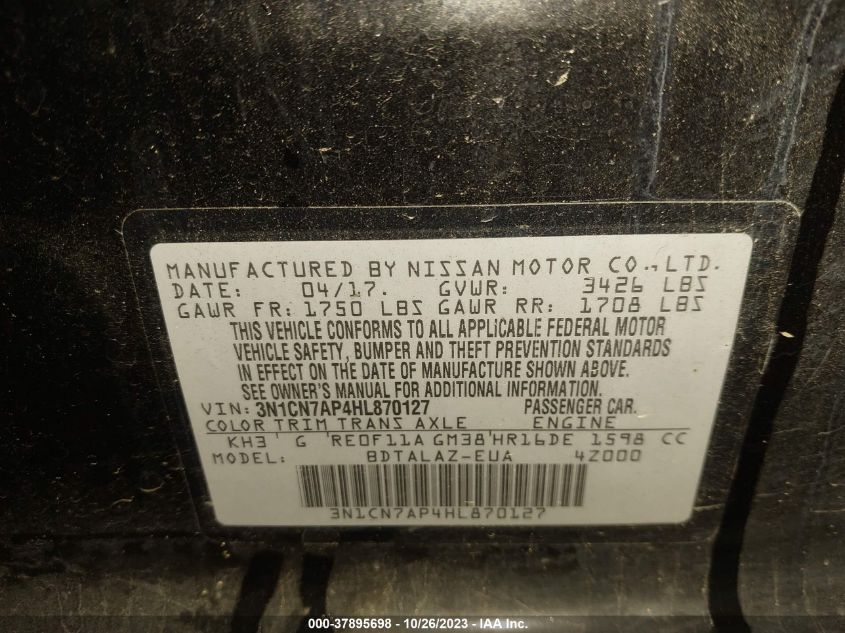 MANUFACTURED BY NISSAN MOTOR CO., LTD.
DATE: 04/17. GVWR: 3426 LBS
GAWR FR: 1750 LBS GAWR RR: 1708 LBS
THIS VEHICLE CONFORMS TO ALL APPLICABLE FEDERAL MOTOR
VEHICLE SAFETY, BUMPER AND THEFT PREVENTION STANDARDS
IN EFFECT ON THE DATE OF MANUFACTURE SHOWN ABOVE.
SEE OWNER'S MANUAL FOR ADDITIONAL INFORMATION.
VIN: 3N1CN7AP4HL870127 PASSENGER CAR.
COLOR TRIM TRANS AXLE ENGINE
KH3 ' G 'RE0F11A GM38'HR16DE 1598 CC
MODEL: BDTALAZ-EUA 4Z000
3N1CN7AP4HL870127
000-37895698 - 10/26/2023 - © 2023 IAA, Inc.